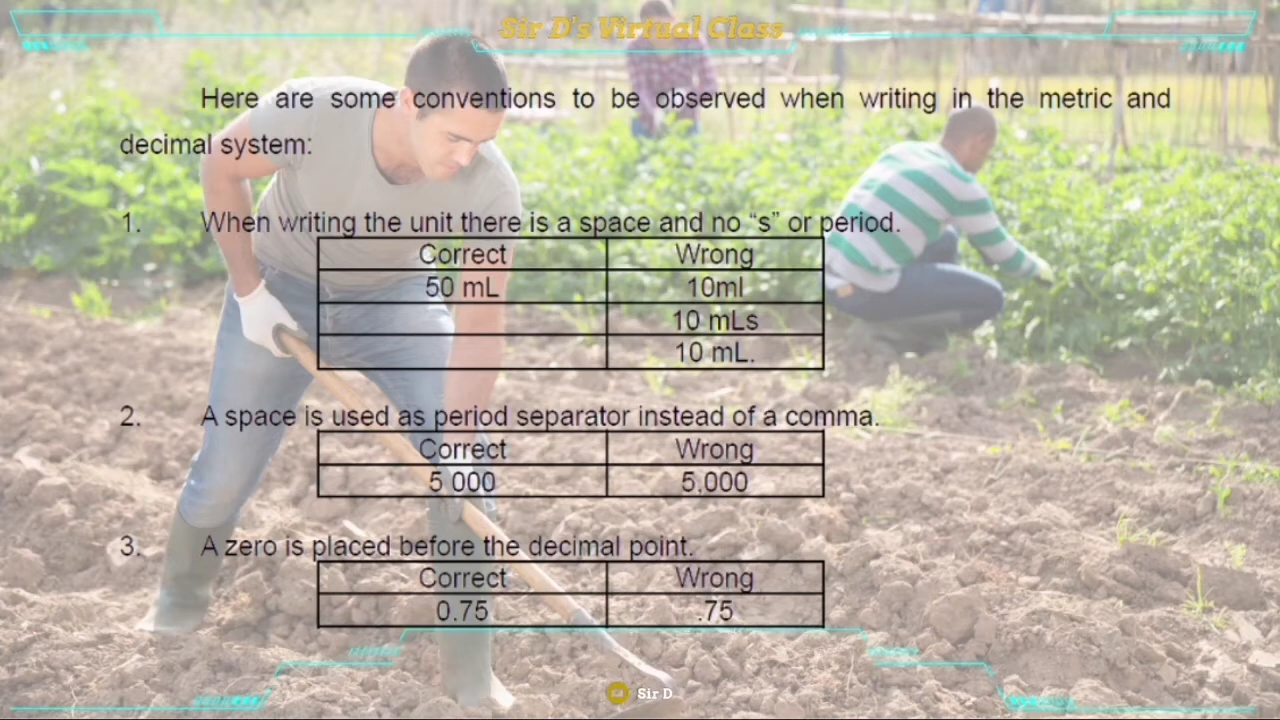 Sir D's Virtual Class
Here are some conventions to be observed when writing in the metric and
decimal system:
1. When writing the unit there is a space and no “s” or period.
Correct Wrong
50 mL 10ml
10 mLs
10 mL.
2. A space is used as period separator instead of a comma.
Correct Wrong
5 000 5,000
3. A zero is placed before the decimal point.
Correct Wrong
0.75 .75
Sir D